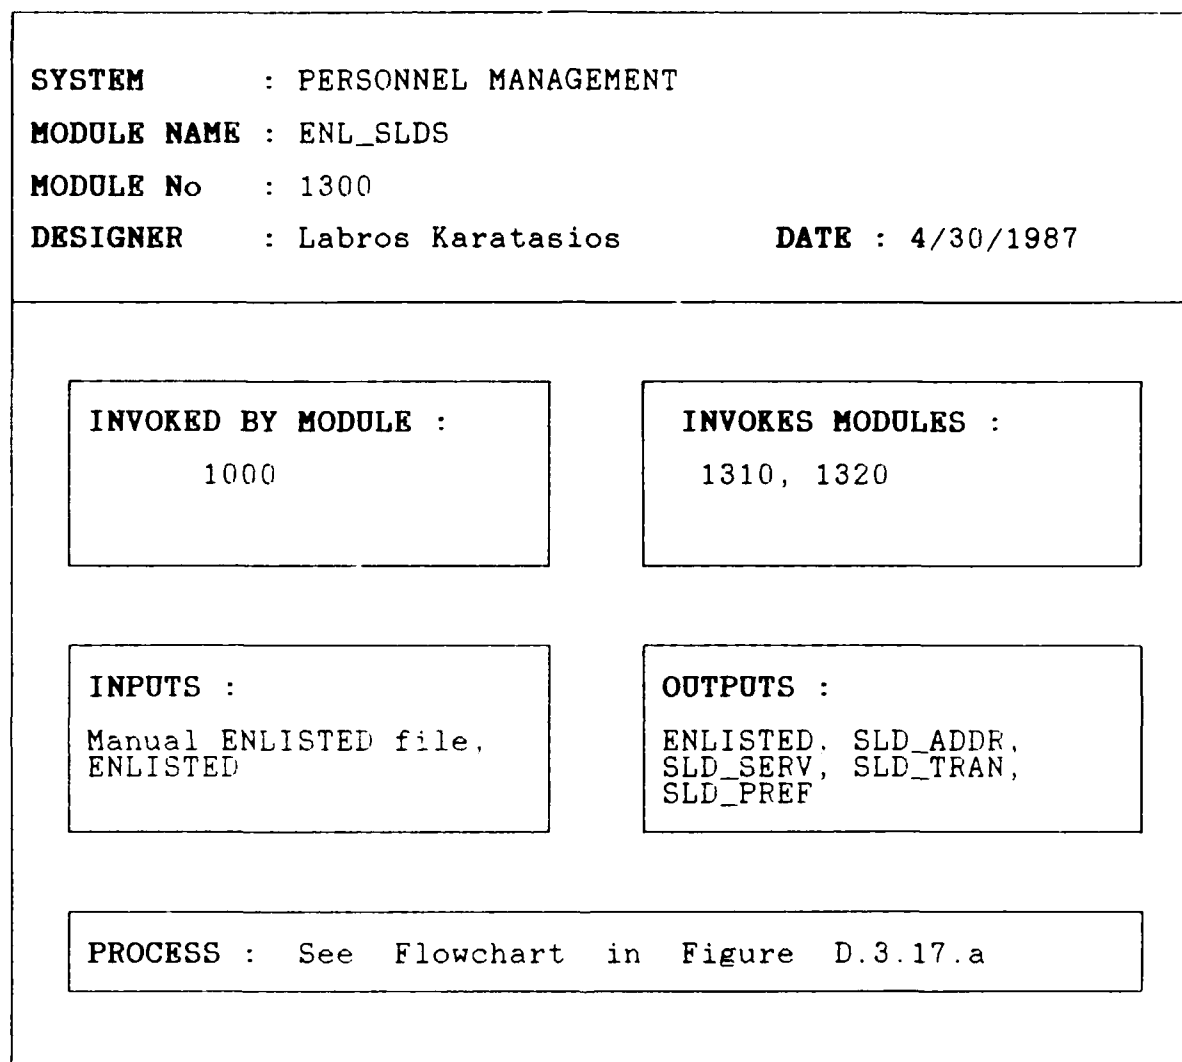 SYSTEM : PERSONNEL MANAGEMENT
MODULE NAME : ENL_SLDS
MODULE No : 1300
DESIGNER : Labros Karatasios DATE : 4/30/1987
INVOKED BY MODULE :
1000
INVOKES MODULES :
1310, 1320
INPUTS :
Manual ENLISTED file,
ENLISTED
OUTPUTS :
ENLISTED, SLD_ADDR,
SLD_SERV, SLD_TRAN,
SLD_PREF
PROCESS : See Flowchart in Figure D.3.17.a